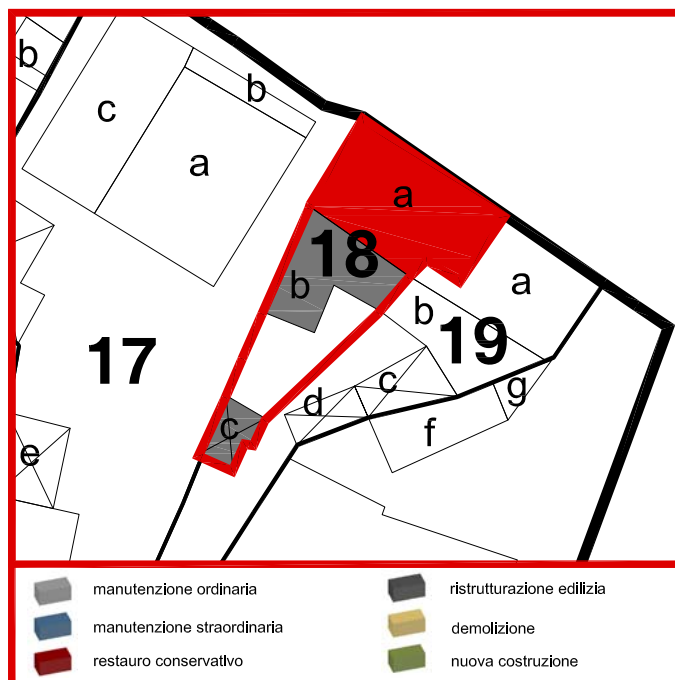 b
b
c
a
a
18
b
a
b
17
19
c
d
g
c
f
e
manutenzione ordinaria
ristrutturazione edilizia
manutenzione straordinaria
demolizione
restauro conservativo
nuova costruzione